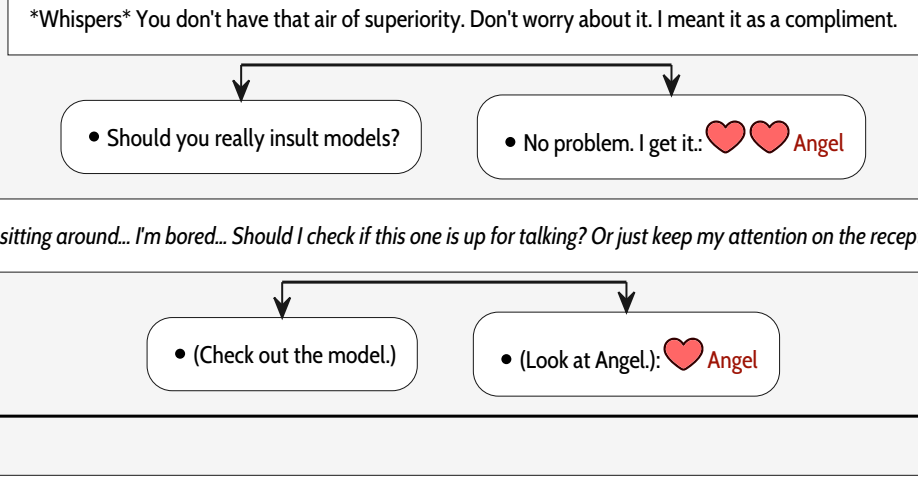 *Whispers* You don't have that air of superiority. Don't worry about it. I meant it as a compliment.
• Should you really insult models?
• No problem. I get it.: Angel
sitting around... I'm bored... Should I check if this one is up for talking? Or just keep my attention on the
• (Check out the model.)
• (Look at Angel.): Angel